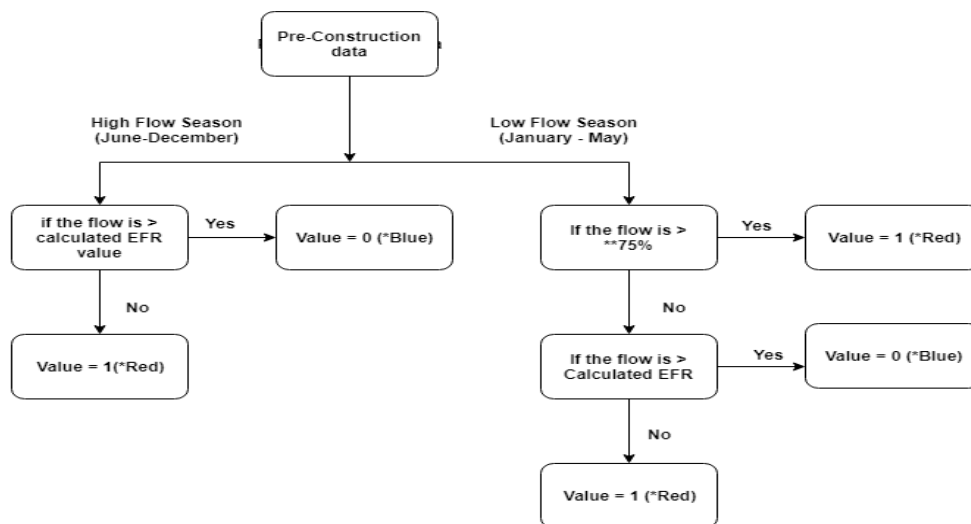 Pre-Construction
data
High Flow Season
(June-December)
Low Flow Season
(January - May)
if the flow is >
calculated EFR
value
Yes
Value = 0 (*Blue)
If the flow is >
**75%
Yes
Value = 1 (*Red)
No
No
Value = 1(*Red)
If the flow is >
Calculated EFR
Yes
Value = 0 (*Blue)
No
Value = 1 (*Red)